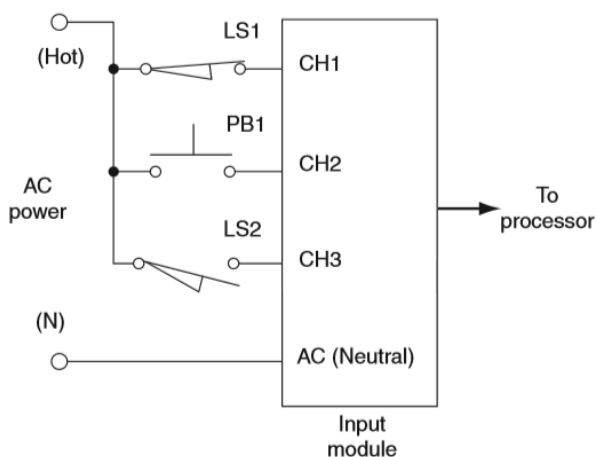 LS1
(Hot)
CH1
PB1
CH2
AC
power
To
processor
LS2
CH3
(N)
AC (Neutral)
Input
module